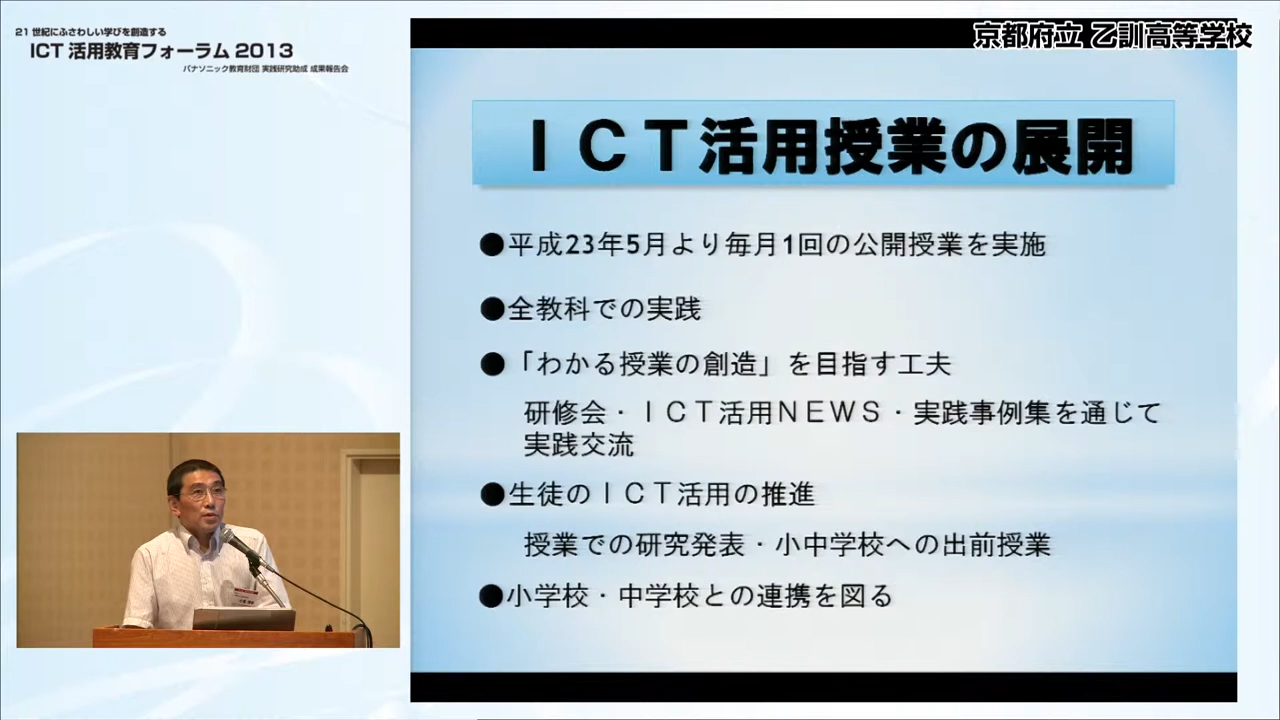 21世紀にふさわしい学びを創造する
ICT 活用教育フォーラム 2013
パナソニック教育財団 実践研究助成 成果報告会
京都府立 乙訓高等学校
ＩＣＴ活用授業の展開
●平成23年5月より毎月1回の公開授業を実施
●全教科での実践
●「わかる授業の創造」を目指す工夫
研修会・ＩＣＴ活用ＮＥＷＳ・実践事例集を通じて
実践交流
●生徒のＩＣＴ活用の推進
授業での研究発表・小中学校への出前授業
●小学校・中学校との連携を図る